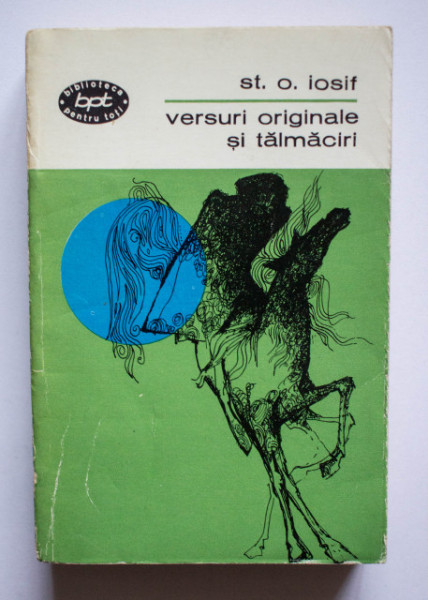 biblioteca
bpt
pentru toți
st. o. iosif
versuri originale
și tălmăciri